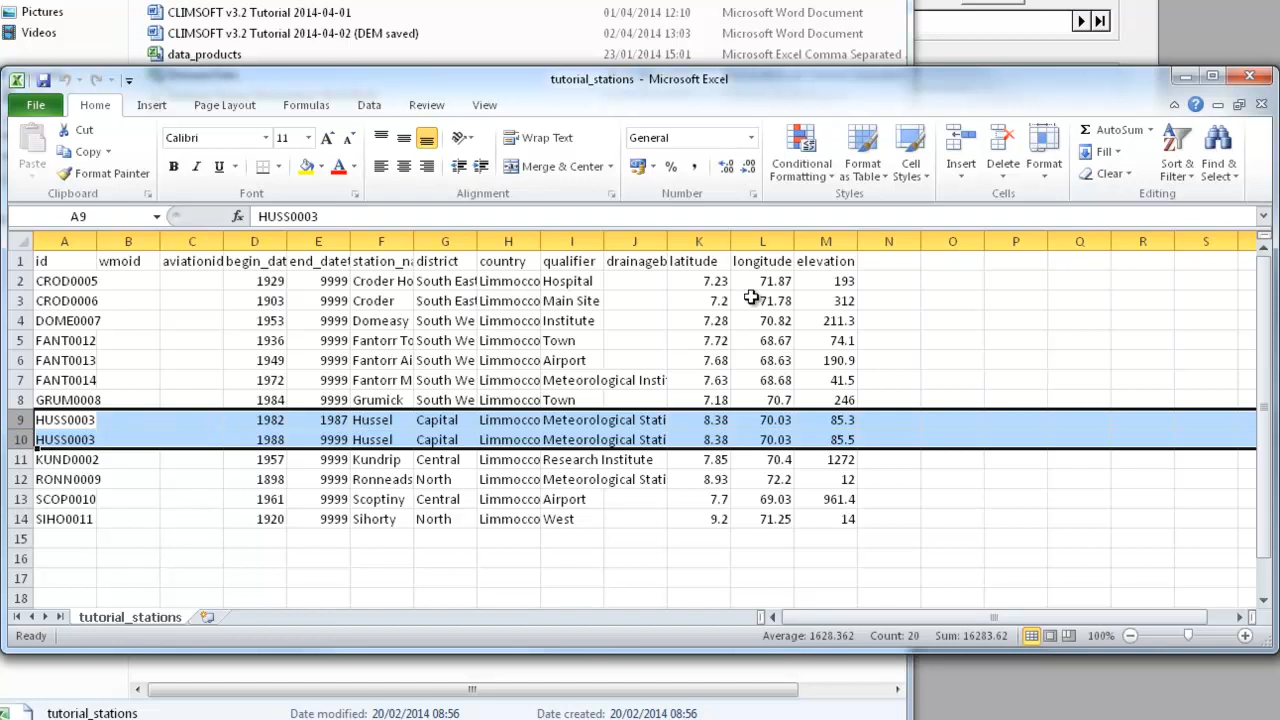 Pictures
CLIMSOFT v3.2 Tutorial 2014-04-01 01/04/2014 12:10 Microsoft Word Document
Videos
CLIMSOFT v3.2 Tutorial 2014-04-02 (DEM saved) 02/04/2014 13:03 Microsoft Word Document
data_products 23/01/2014 15:01 Microsoft Excel Comma Separated
tutorial_stations - Microsoft Excel
File Home Insert Page Layout Formulas Data Review View
Cut
Copy
Format Painter
Paste
Clipboard
Calibri 11
B I U
Font
Wrap Text
Merge & Center
Alignment
General
%
Number
Conditional Formatting
Format as Table
Cell Styles
Styles
Insert Delete Format
Cells
AutoSum
Fill
Clear
Sort & Filter
Find & Select
Editing
A9 fx HUSS0003
A B C D E F G H I J K L M N O P Q R S
1 id wmoid aviationid begin_dat end_datet station_na district country qualifier drainageb latitude longitude elevation
2 CROD0005 1929 9999 Croder Ho South East Limmocco Hospital 7.23 71.87 193
3 CROD0006 1903 9999 Croder South East Limmocco Main Site 7.2 71.78 312
4 DOME0007 1953 9999 Domeasy South We Limmocco Institute 7.28 70.82 211.3
5 FANT0012 1936 9999 Fantorr To South We Limmocco Town 7.72 68.67 74.1
6 FANT0013 1949 9999 Fantorr Ai South We Limmocco Airport 7.68 68.63 190.9
7 FANT0014 1972 9999 Fantorr M South We Limmocco Meteorological Insti 7.63 68.68 41.5
8 GRUM0008 1984 9999 Grumick South We Limmocco Town 7.18 70.7 246
9 HUSS0003 1982 1987 Hussel Capital Limmocco Meteorological Stati 8.38 70.03 85.3
10 HUSS0003 1988 9999 Hussel Capital Limmocco Meteorological Stati 8.38 70.03 85.5
11 KUND0002 1957 9999 Kundrip Central Limmocco Research Institute 7.85 70.4 1272
12 RONN0009 1898 9999 Ronneads North Limmocco Meteorological Stati 8.93 72.2 12
13 SCOP0010 1961 9999 Scoptiny Central Limmocco Airport 7.7 69.03 961.4
14 SIHO0011 1920 9999 Sihorty North Limmocco West 9.2 71.25 14
15
16
17
18
tutorial_stations
Ready Average: 1628.362 Count: 20 Sum: 16283.62 100%
tutorial_stations Date modified: 20/02/2014 08:56 Date created: 20/02/2014 08:56